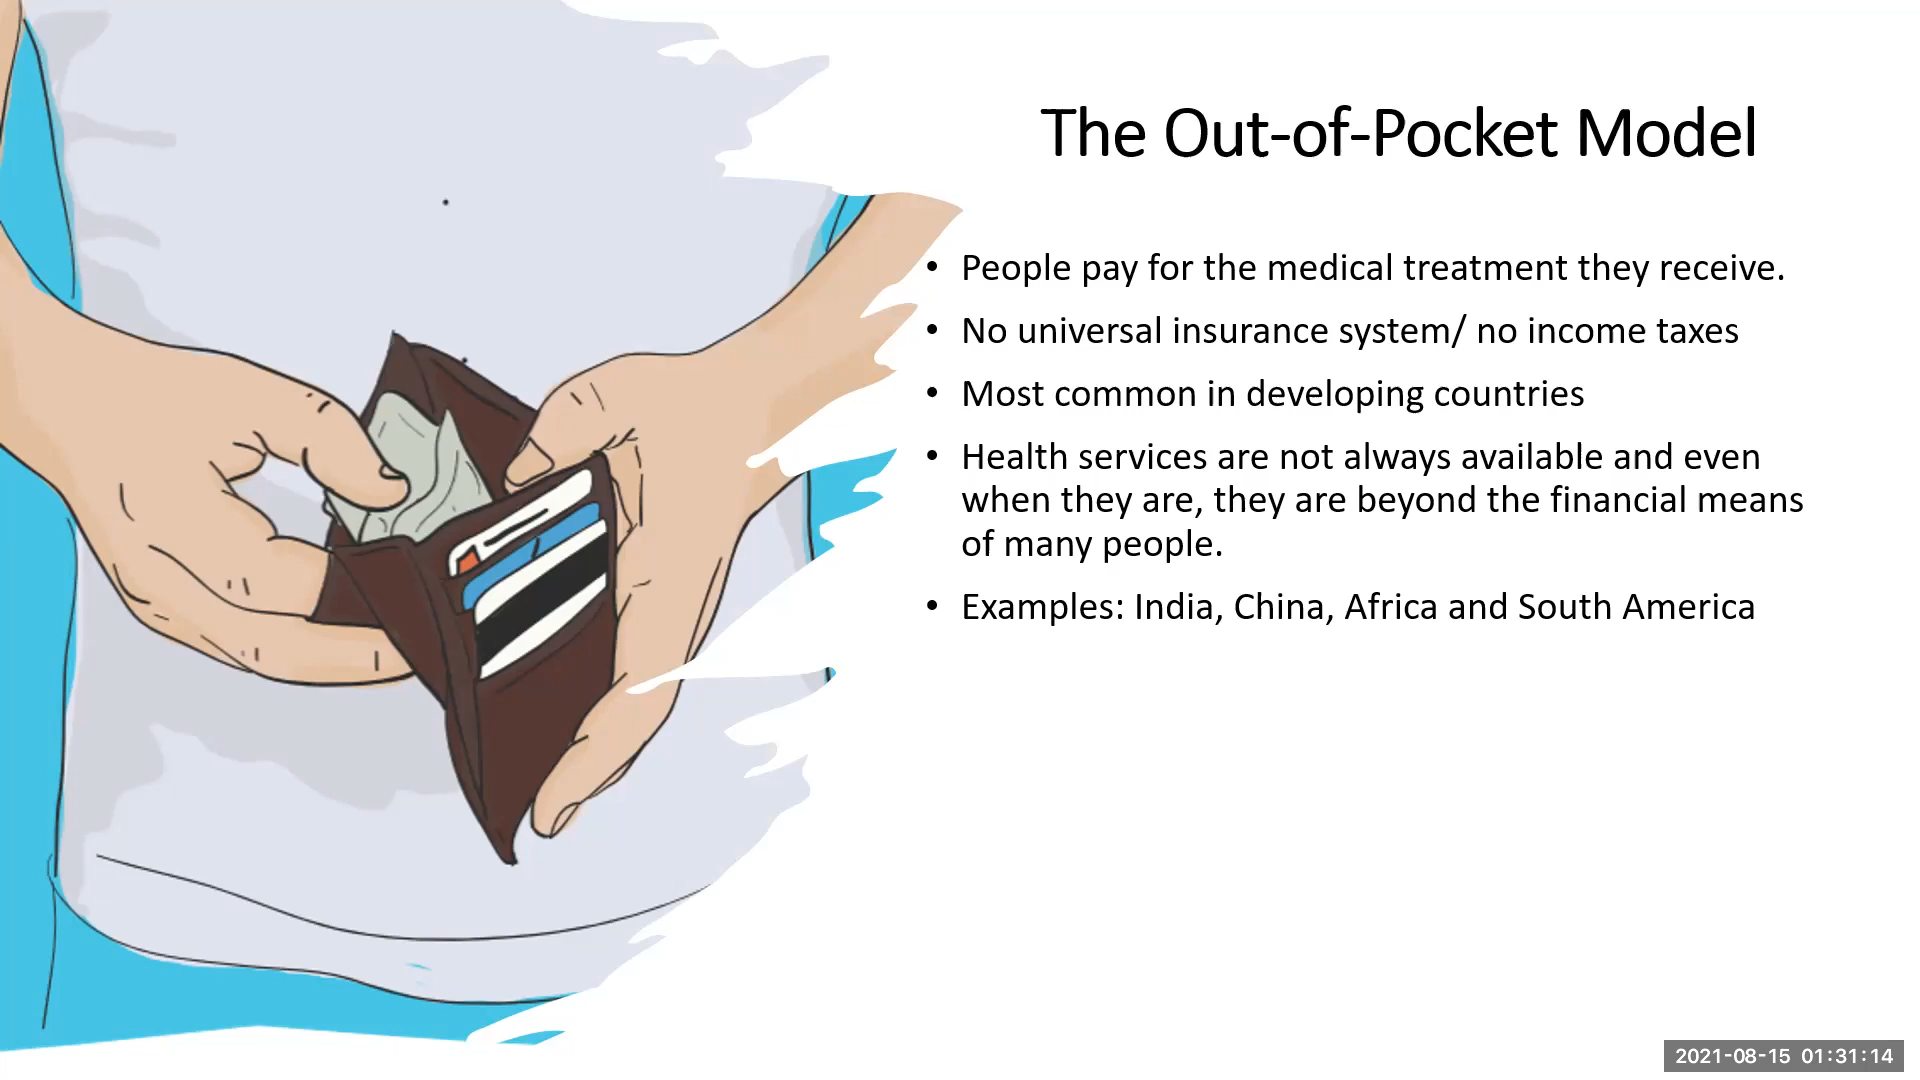 The Out-of-Pocket Model
• People pay for the medical treatment they receive.
• No universal insurance system/ no income taxes
• Most common in developing countries
• Health services are not always available and even
when they are, they are beyond the financial means
of many people.
• Examples: India, China, Africa and South America
2021-08-15 01:31:14